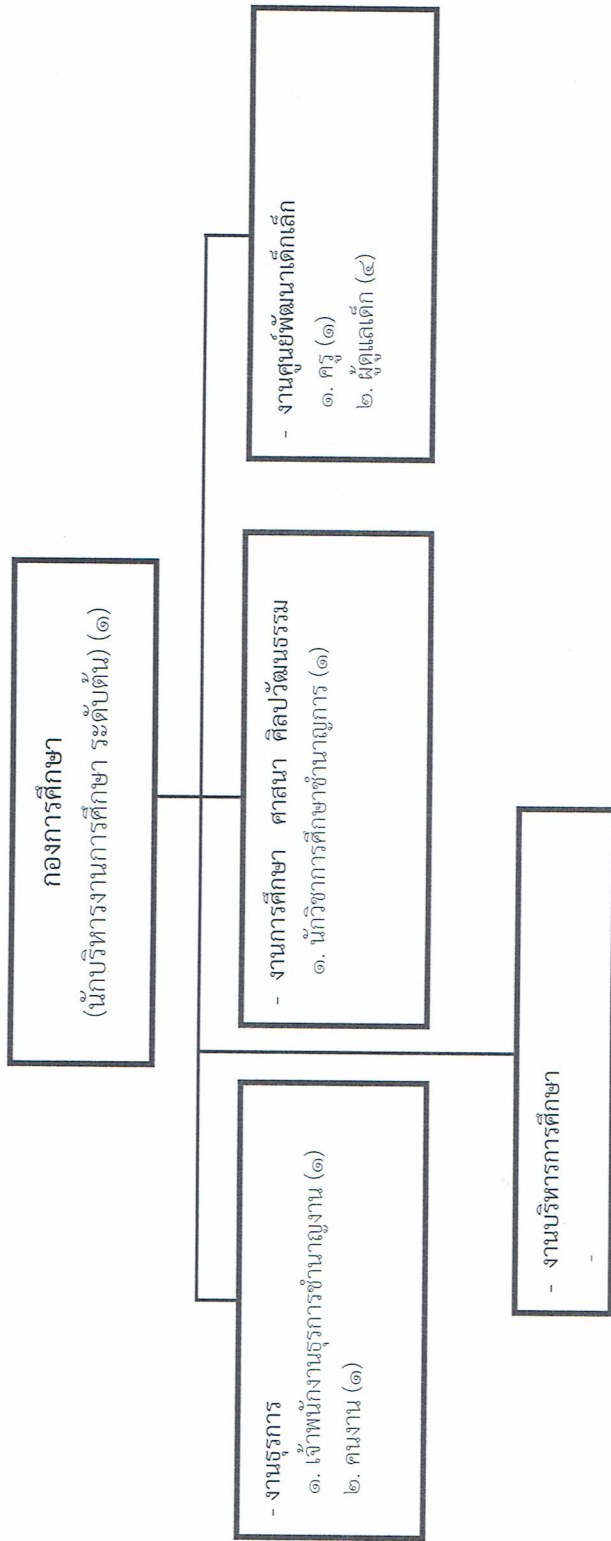 กองการศึกษา
(นักบริหารงานการศึกษา ระดับต้น) (๑)
- งานธุรการ
๑. เจ้าพนักงานธุรการชำนาญงาน (๑)
๒. คนงาน (๑)
- งานการศึกษา ศาสนา ศิลปวัฒนธรรม
๑. นักวิชาการศึกษาชำนาญการ (๑)
- งานศูนย์พัฒนาเด็กเล็ก
๑. ครู (๑)
๒. ผู้ดูแลเด็ก (๔)
- งานบริหารการศึกษา
-